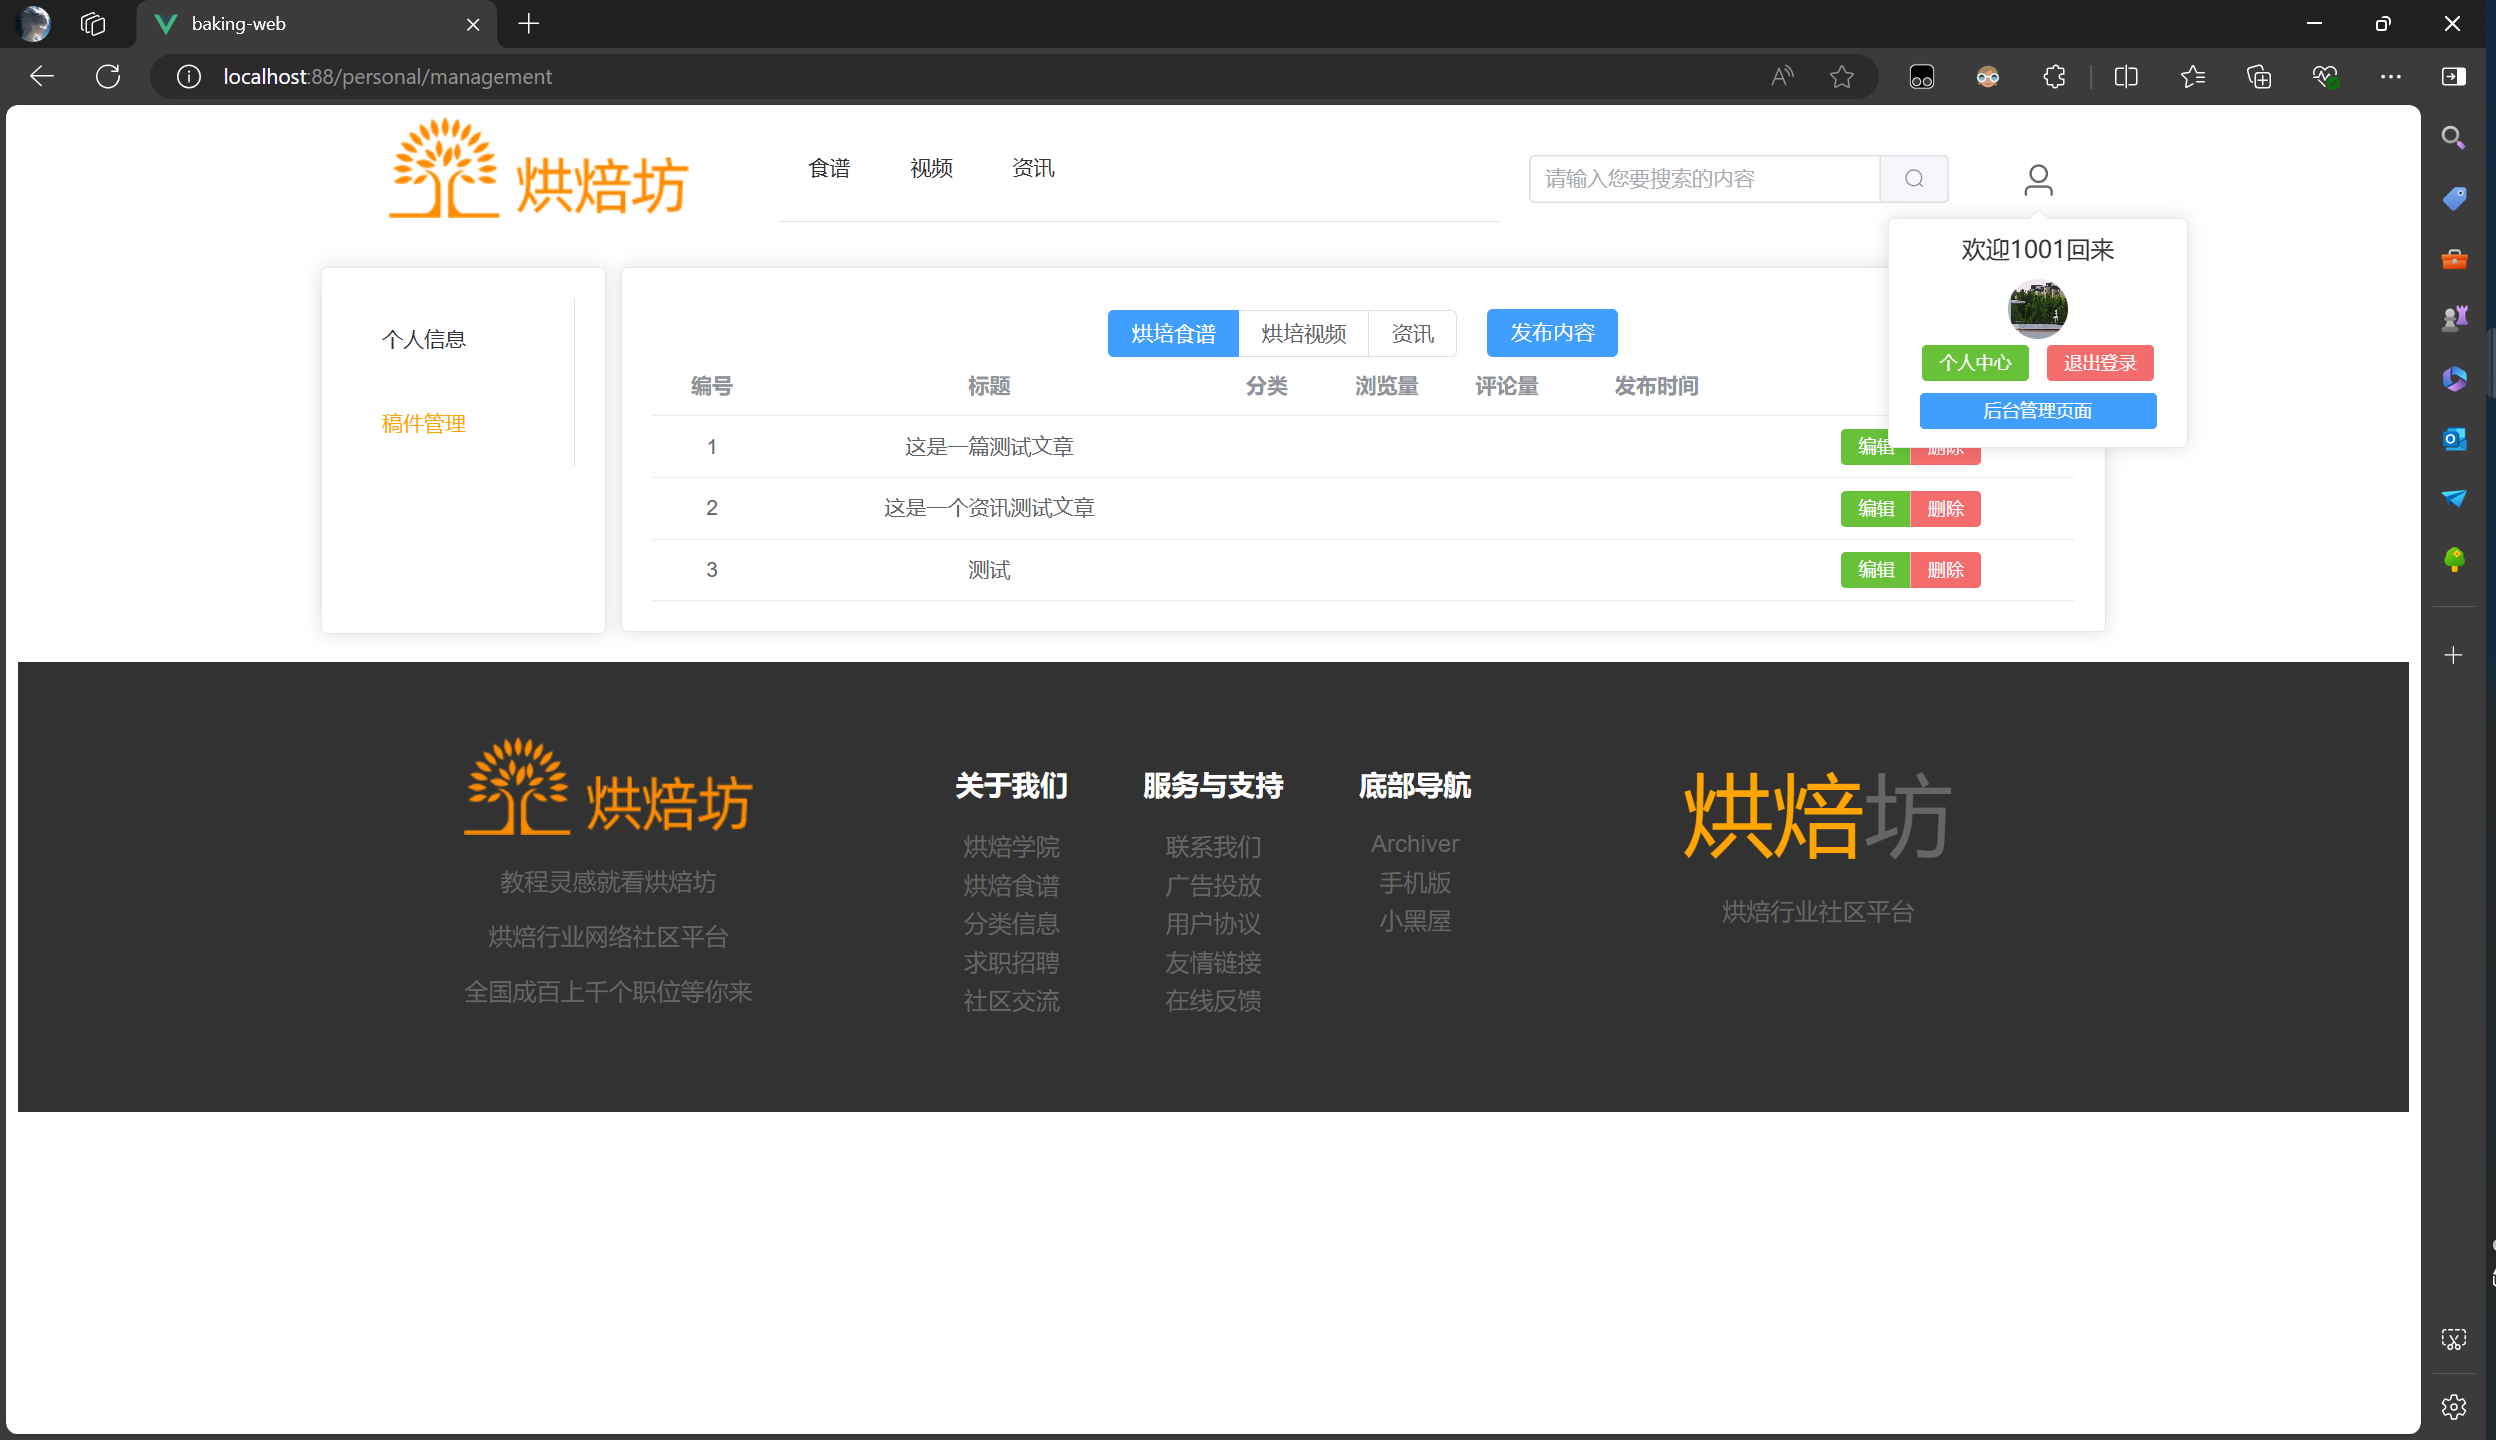 baking-web
localhost:88/personal/management
烘焙坊
食谱 视频 资讯
请输入您要搜索的内容
欢迎1001回来
个人中心 退出登录
后台管理页面
个人信息
稿件管理
烘培食谱 烘培视频 资讯 发布内容
编号 标题 分类 浏览量 评论量 发布时间
1 这是一篇测试文章 编辑 删除
2 这是一个资讯测试文章 编辑 删除
3 测试 编辑 删除
烘焙坊
教程灵感就看烘焙坊
烘焙行业网络社区平台
全国成百上千个职位等你来
关于我们
烘焙学院
烘焙食谱
分类信息
求职招聘
社区交流
服务与支持
联系我们
广告投放
用户协议
友情链接
在线反馈
底部导航
Archiver
手机版
小黑屋
烘焙坊
烘焙行业社区平台